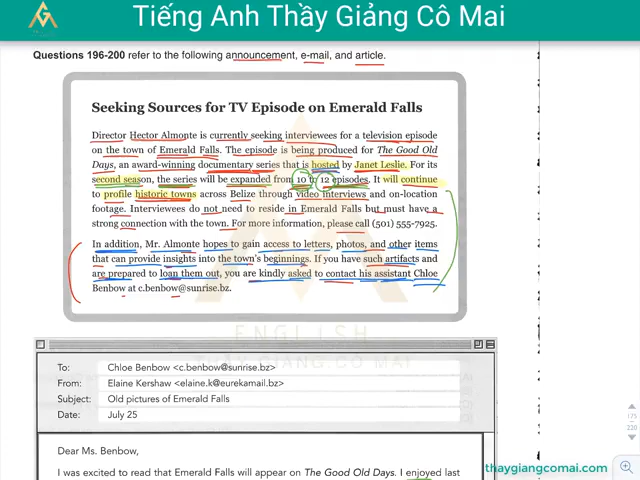 Tiếng Anh Thầy Giảng Cô Mai
Questions 196-200 refer to the following announcement, e-mail, and article.
Seeking Sources for TV Episode on Emerald Falls
Director Hector Almonte is currently seeking interviewees for a television episode
on the town of Emerald Falls. The episode is being produced for The Good Old
Days, an award-winning documentary series that is hosted by Janet Leslie. For its
second season, the series will be expanded from 10 to 12 episodes. It will continue
to profile historic towns across Belize through video interviews and on-location
footage. Interviewees do not need to reside in Emerald Falls but must have a
strong connection with the town. For more information, please call (501) 555-7925.
In addition, Mr. Almonte hopes to gain access to letters, photos, and other items
that can provide insights into the town's beginnings. If you have such artifacts and
are prepared to loan them out, you are kindly asked to contact his assistant Chloe
Benbow at c.benbow@sunrise.bz.
ENGLISH
THẦY GIẢNG CÔ MAI
To: Chloe Benbow <c.benbow@sunrise.bz>
From: Elaine Kershaw <elaine.k@eurekamail.bz>
Subject: Old pictures of Emerald Falls
Date: July 25
Dear Ms. Benbow,
I was excited to read that Emerald Falls will appear on The Good Old Days. I enjoyed last
175
220
thaygiangcomai.com